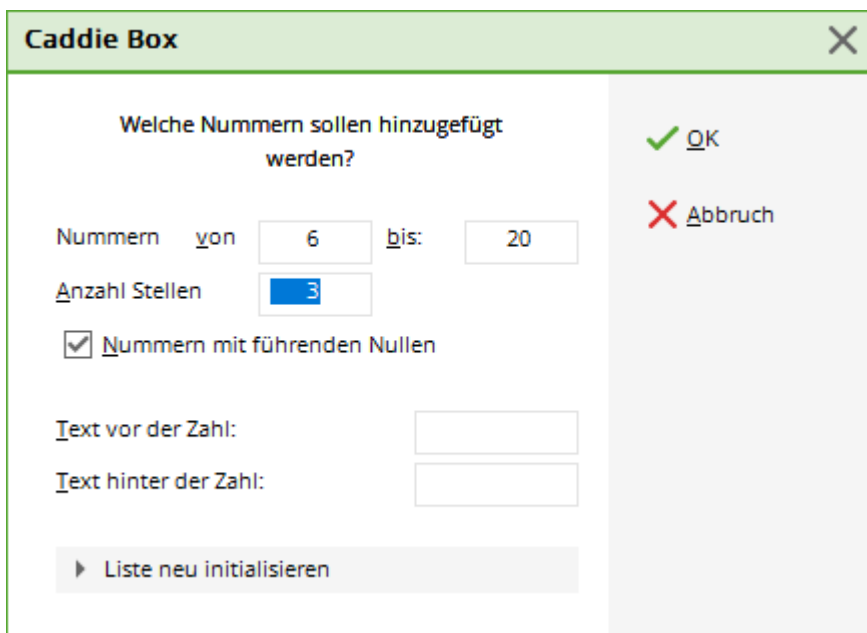 Caddie Box
Welche Nummern sollen hinzugefügt
werden?
OK
Abbruch
Nummern von 6 bis: 20
Anzahl Stellen 3
Nummern mit führenden Nullen
Text vor der Zahl:
Text hinter der Zahl:
Liste neu initialisieren